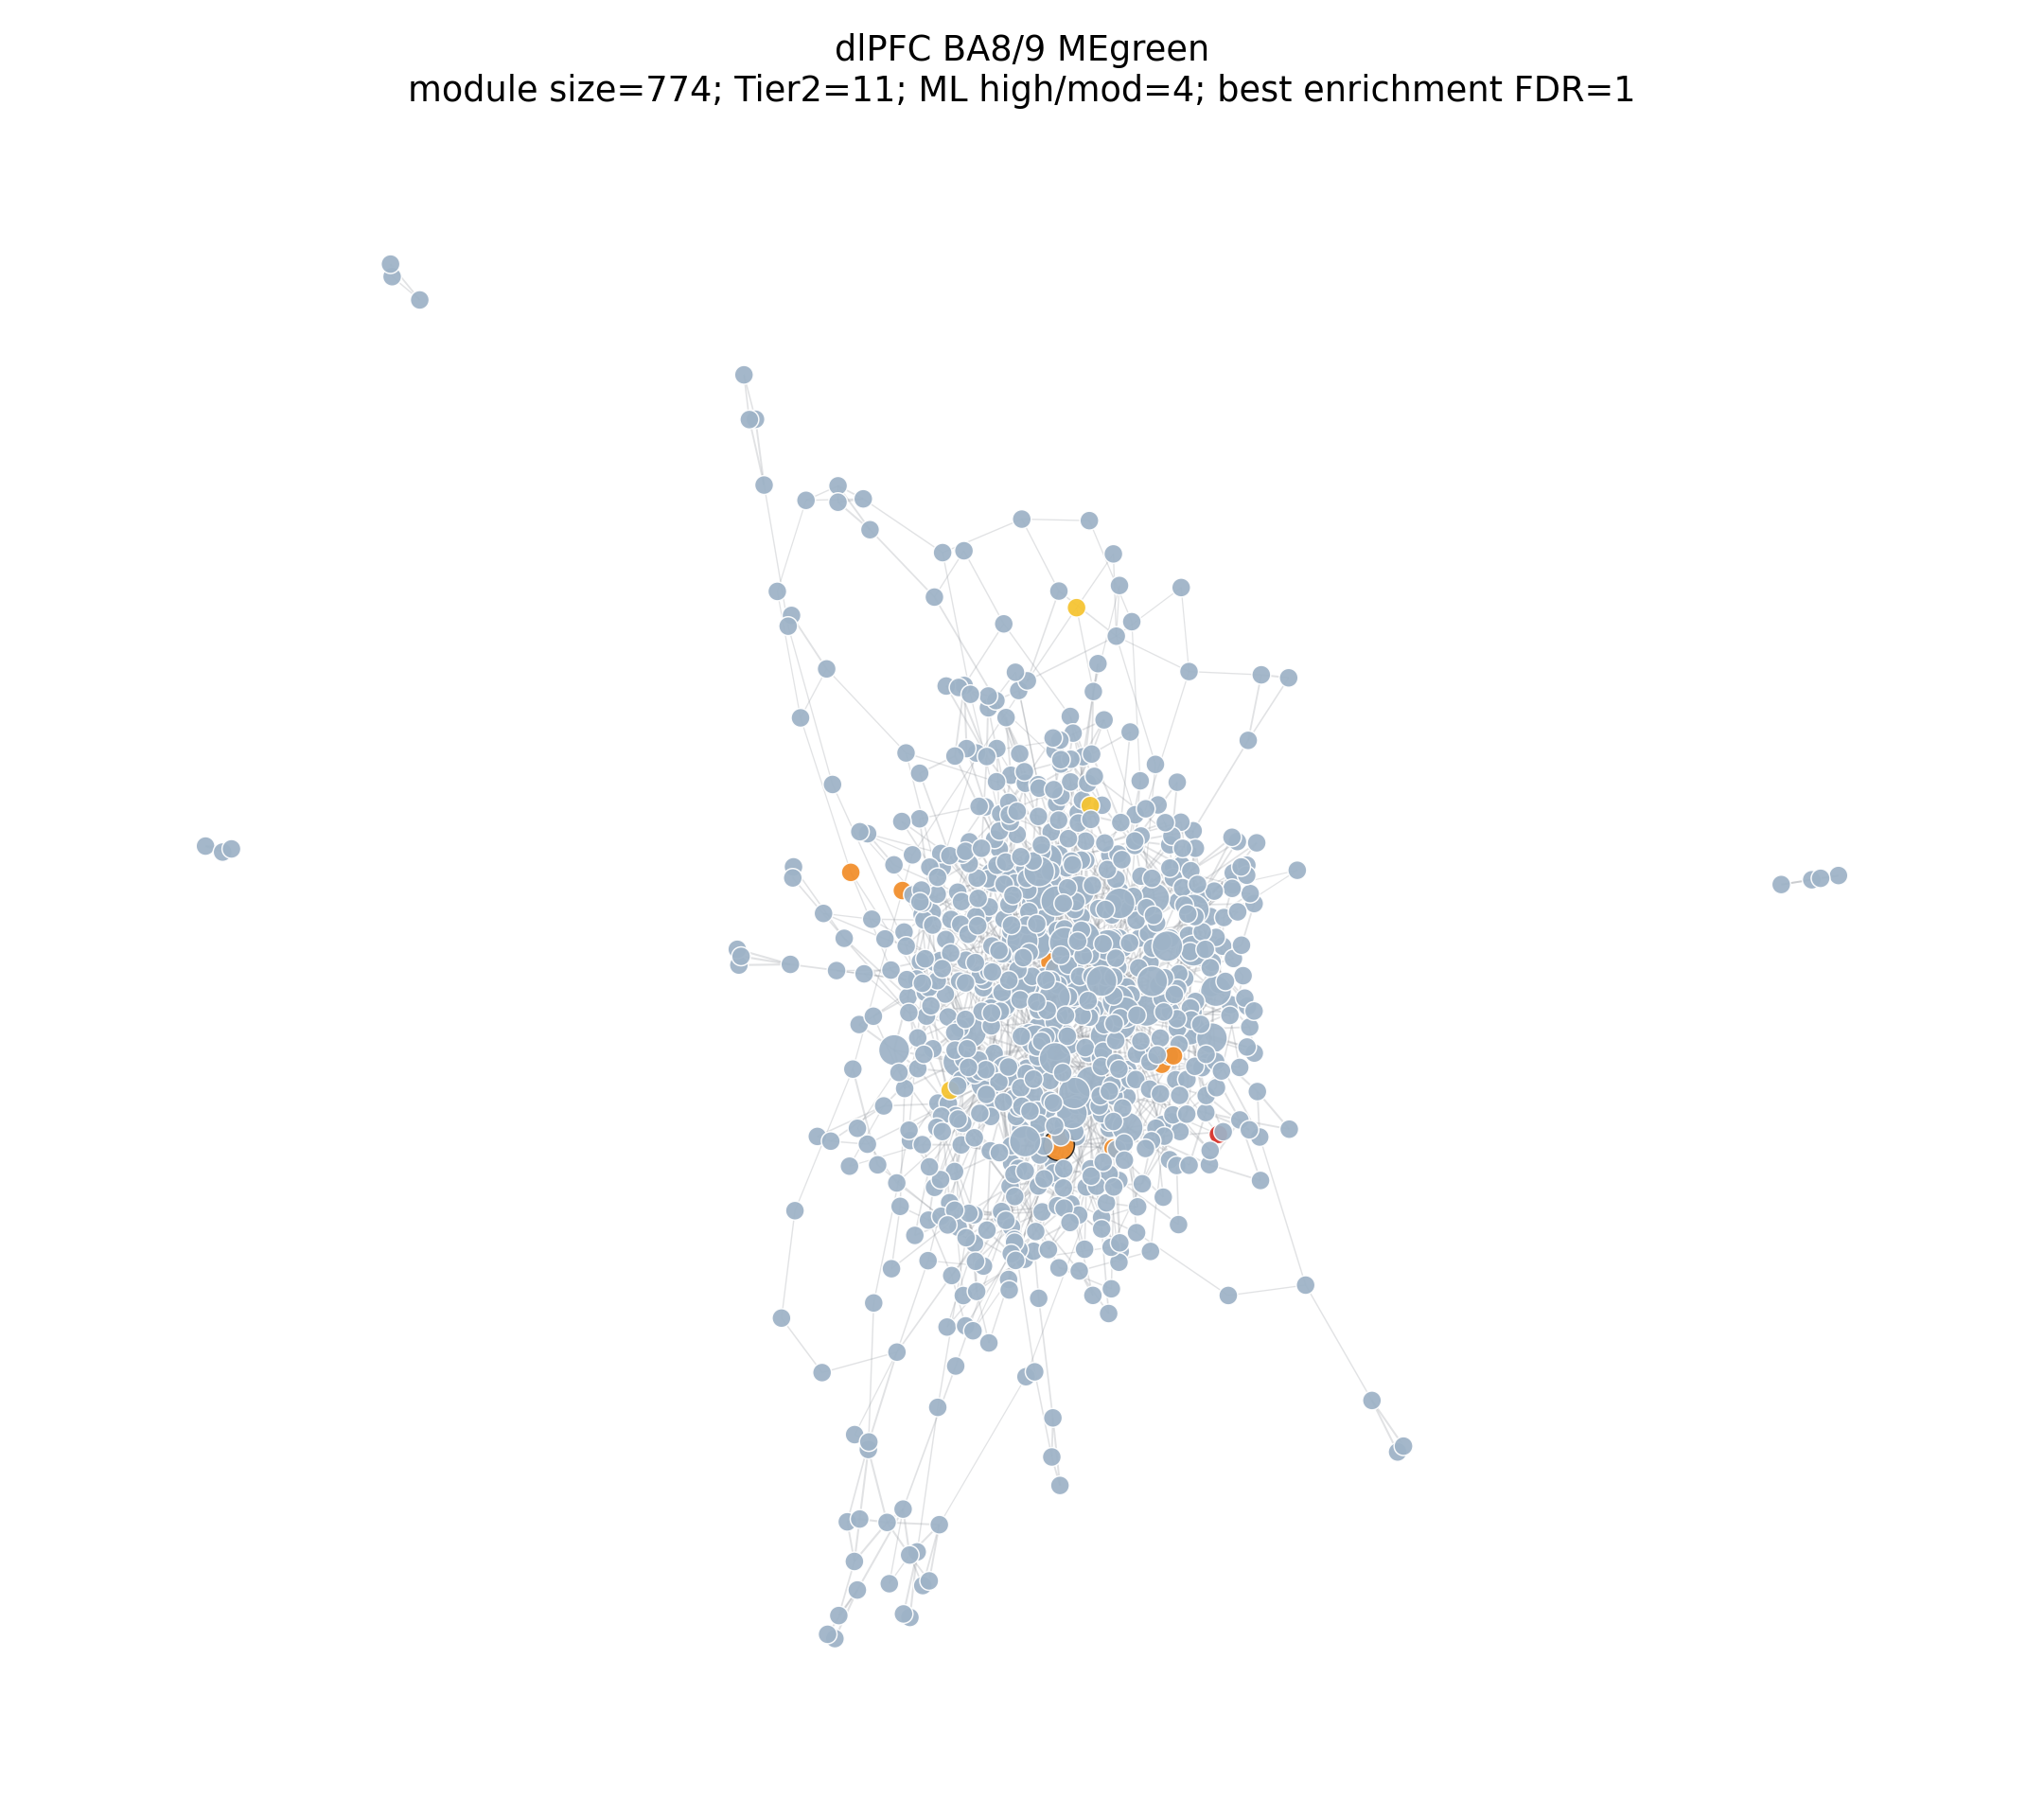 dlPFC BA8/9 MEgreen
module size=774; Tier2=11; ML high/mod=4; best enrichment FDR=1